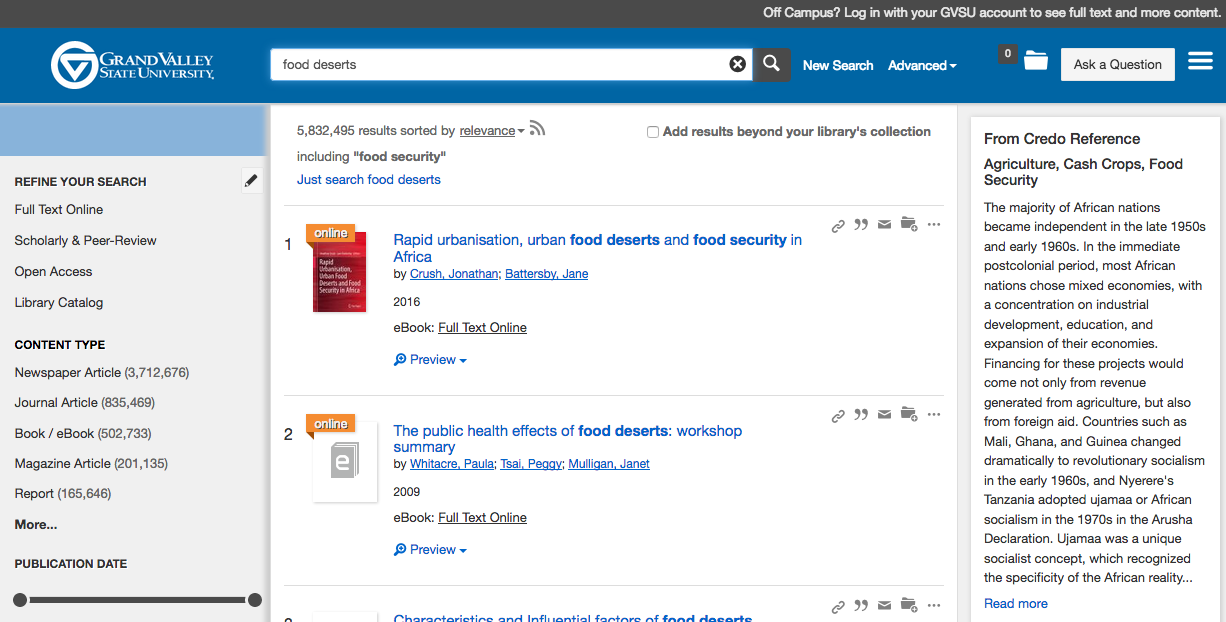 Off Campus? Log in with your GVSU account to see full text and more content.
GRAND VALLEY
STATE UNIVERSITY.
food deserts
New Search
Advanced
0
Ask a Question
REFINE YOUR SEARCH
Full Text Online
Scholarly & Peer-Review
Open Access
Library Catalog
CONTENT TYPE
Newspaper Article (3,712,676)
Journal Article (835,469)
Book / eBook (502,733)
Magazine Article (201,135)
Report (165,646)
More...
PUBLICATION DATE
5,832,495 results sorted by relevance
Add results beyond your library's collection
including "food security"
Just search food deserts
1
online
Rapid
Urbanisation,
Urban Food
Deserts and Food
Security in Africa
Rapid urbanisation, urban food deserts and food security in
Africa
by Crush, Jonathan; Battersby, Jane
2016
eBook: Full Text Online
Preview
2
online
e
The public health effects of food deserts: workshop
summary
by Whitacre, Paula; Tsai, Peggy; Mulligan, Janet
2009
eBook: Full Text Online
Preview
Characteristics and Influential factors of food deserts
From Credo Reference
Agriculture, Cash Crops, Food
Security
The majority of African nations
became independent in the late 1950s
and early 1960s. In the immediate
postcolonial period, most African
nations chose mixed economies, with
a concentration on industrial
development, education, and
expansion of their economies.
Financing for these projects would
come not only from revenue
generated from agriculture, but also
from foreign aid. Countries such as
Mali, Ghana, and Guinea changed
dramatically to revolutionary socialism
in the early 1960s, and Nyerere's
Tanzania adopted ujamaa or African
socialism in the 1970s in the Arusha
Declaration. Ujamaa was a unique
socialist concept, which recognized
the specificity of the African reality...
Read more